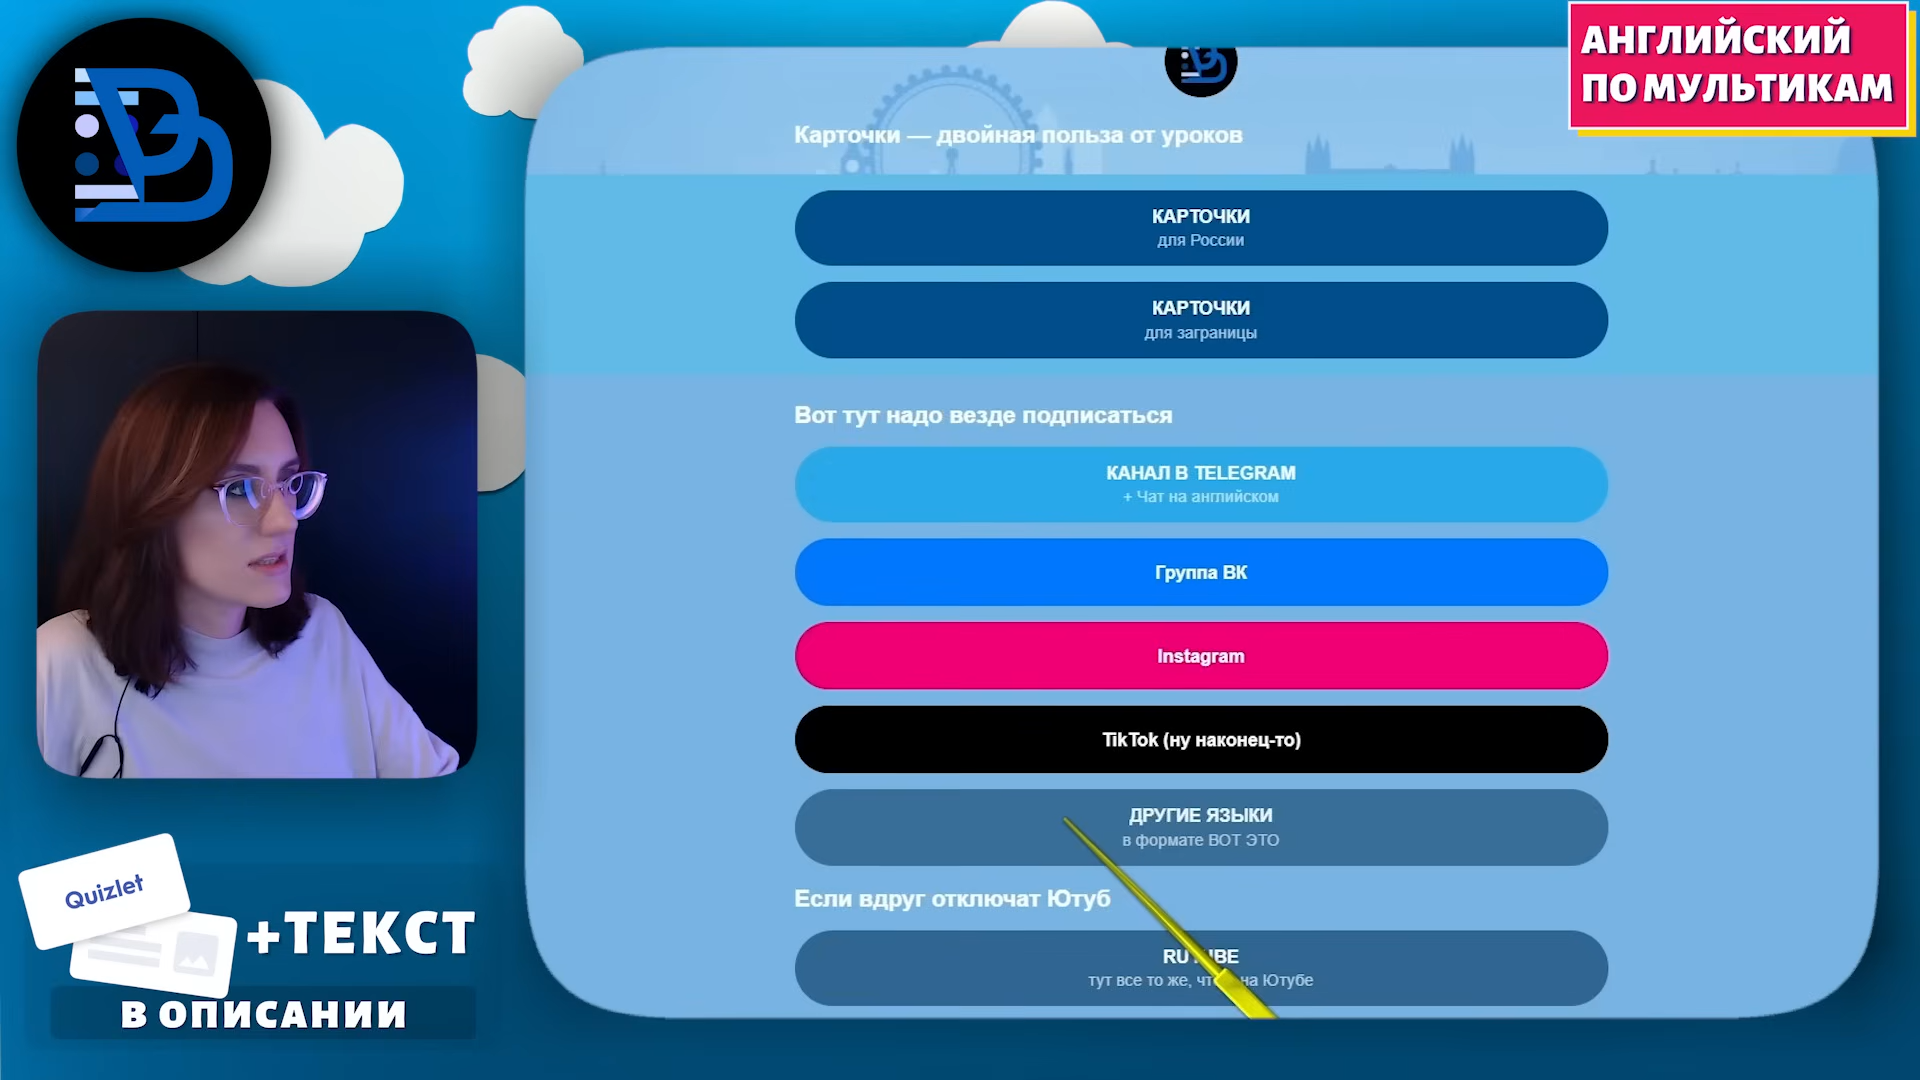 АНГЛИЙСКИЙ
ПО МУЛЬТИКАМ
Карточки — двойная польза от уроков
КАРТОЧКИ
для России
КАРТОЧКИ
для заграницы
Вот тут надо везде подписаться
КАНАЛ В TELEGRAM
+ Чат на английском
Группа ВК
Instagram
TikTok (ну наконец-то)
ДРУГИЕ ЯЗЫКИ
в формате ВОТ ЭТО
Если вдруг отключат Ютуб
тут все то же, на Ютубе
Quizlet
+ТЕКСТ
В ОПИСАНИИ